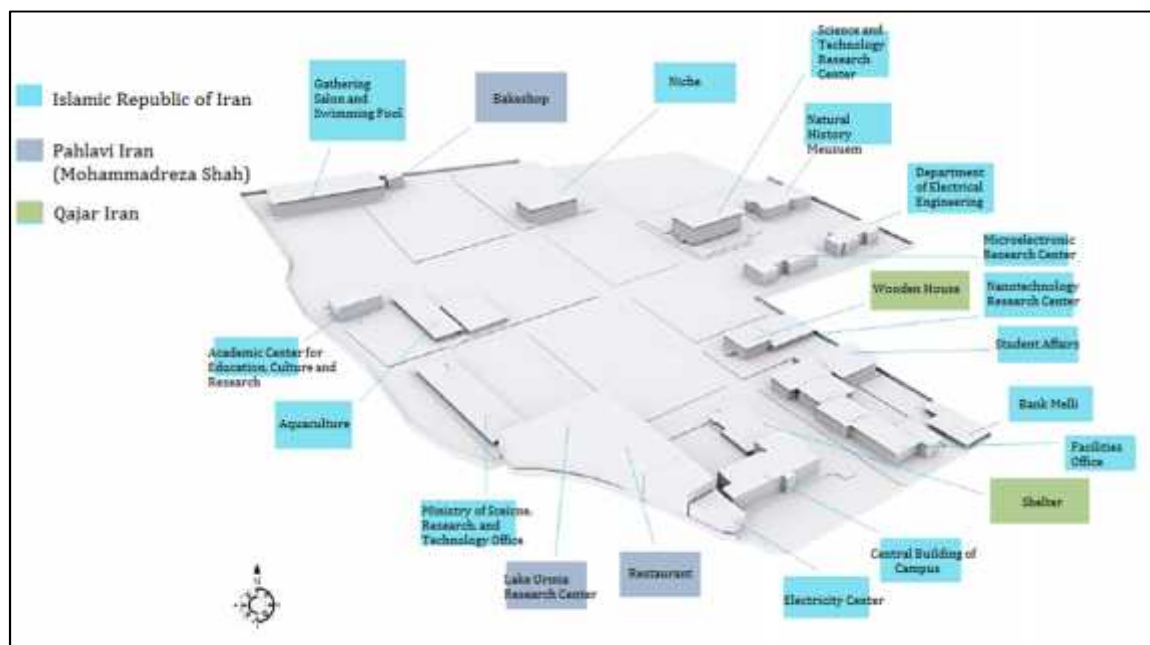 Islamic Republic of Iran
Pahlavi Iran
(Mohammadreza Shah)
Qajar Iran
Gathering
Salon and
Swimming Pool
Bakeshop
Niche
Science and
Technology
Research
Center
Natural
History
Meuzuem
Department
of Electrical
Engineering
Microelectronic
Research Center
Wooden House
Nanotechnology
Research Center
Student Affairs
Bank Melli
Facilities
Office
Shelter
Academic Center for
Education, Culture and
Research
Aquaculture
Ministry of Sceirne,
Research, and
Technology Office
Lake Urmia
Research Center
Restaurant
Central Building of
Campus
Electricity Center
N